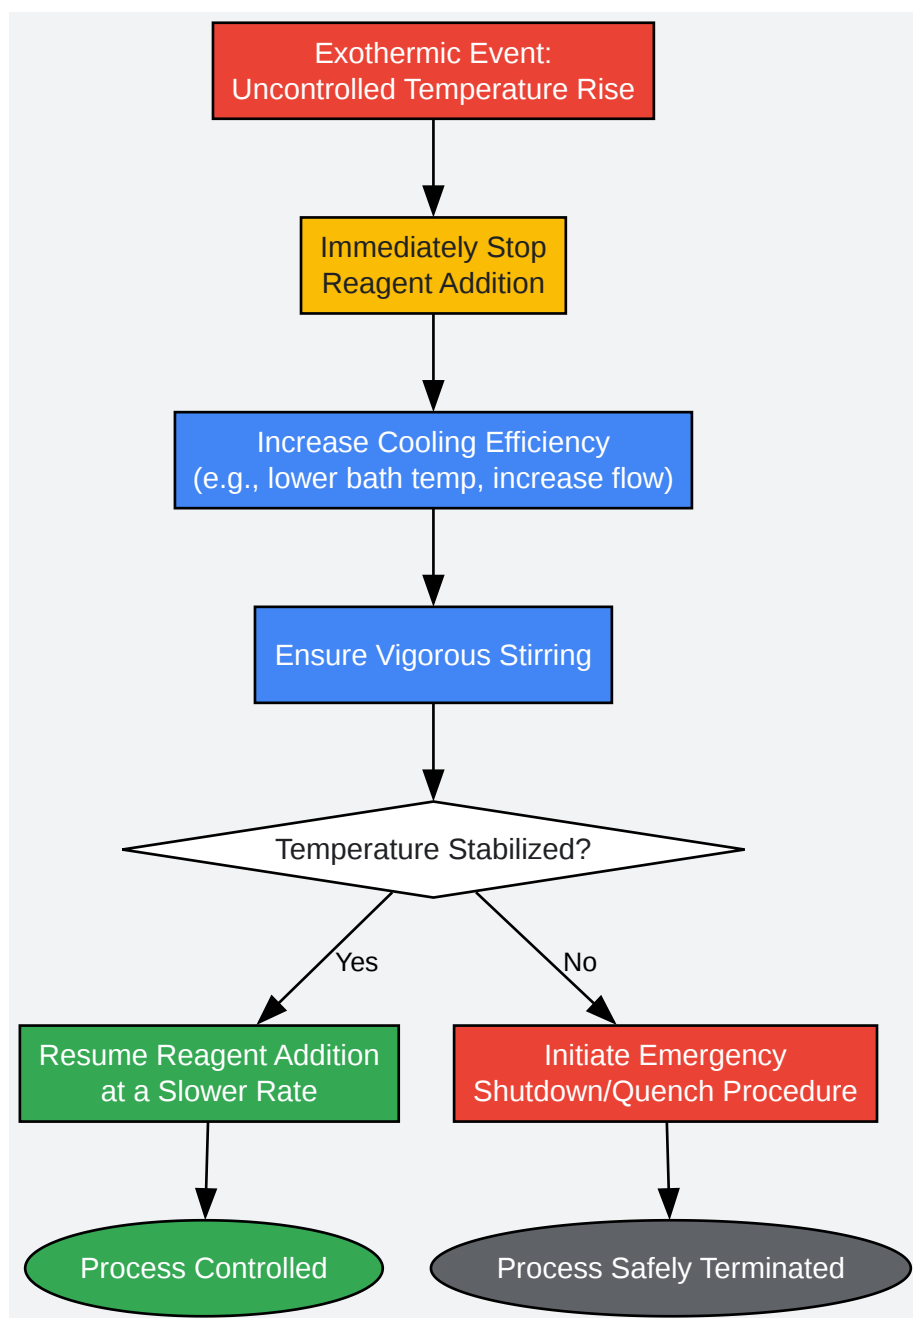 Exothermic Event:
Uncontrolled Temperature Rise
Immediately Stop
Reagent Addition
Increase Cooling Efficiency
(e.g., lower bath temp, increase flow)
Ensure Vigorous Stirring
Temperature Stabilized?
Yes
No
Resume Reagent Addition
at a Slower Rate
Initiate Emergency
Shutdown/Quench Procedure
Process Controlled
Process Safely Terminated